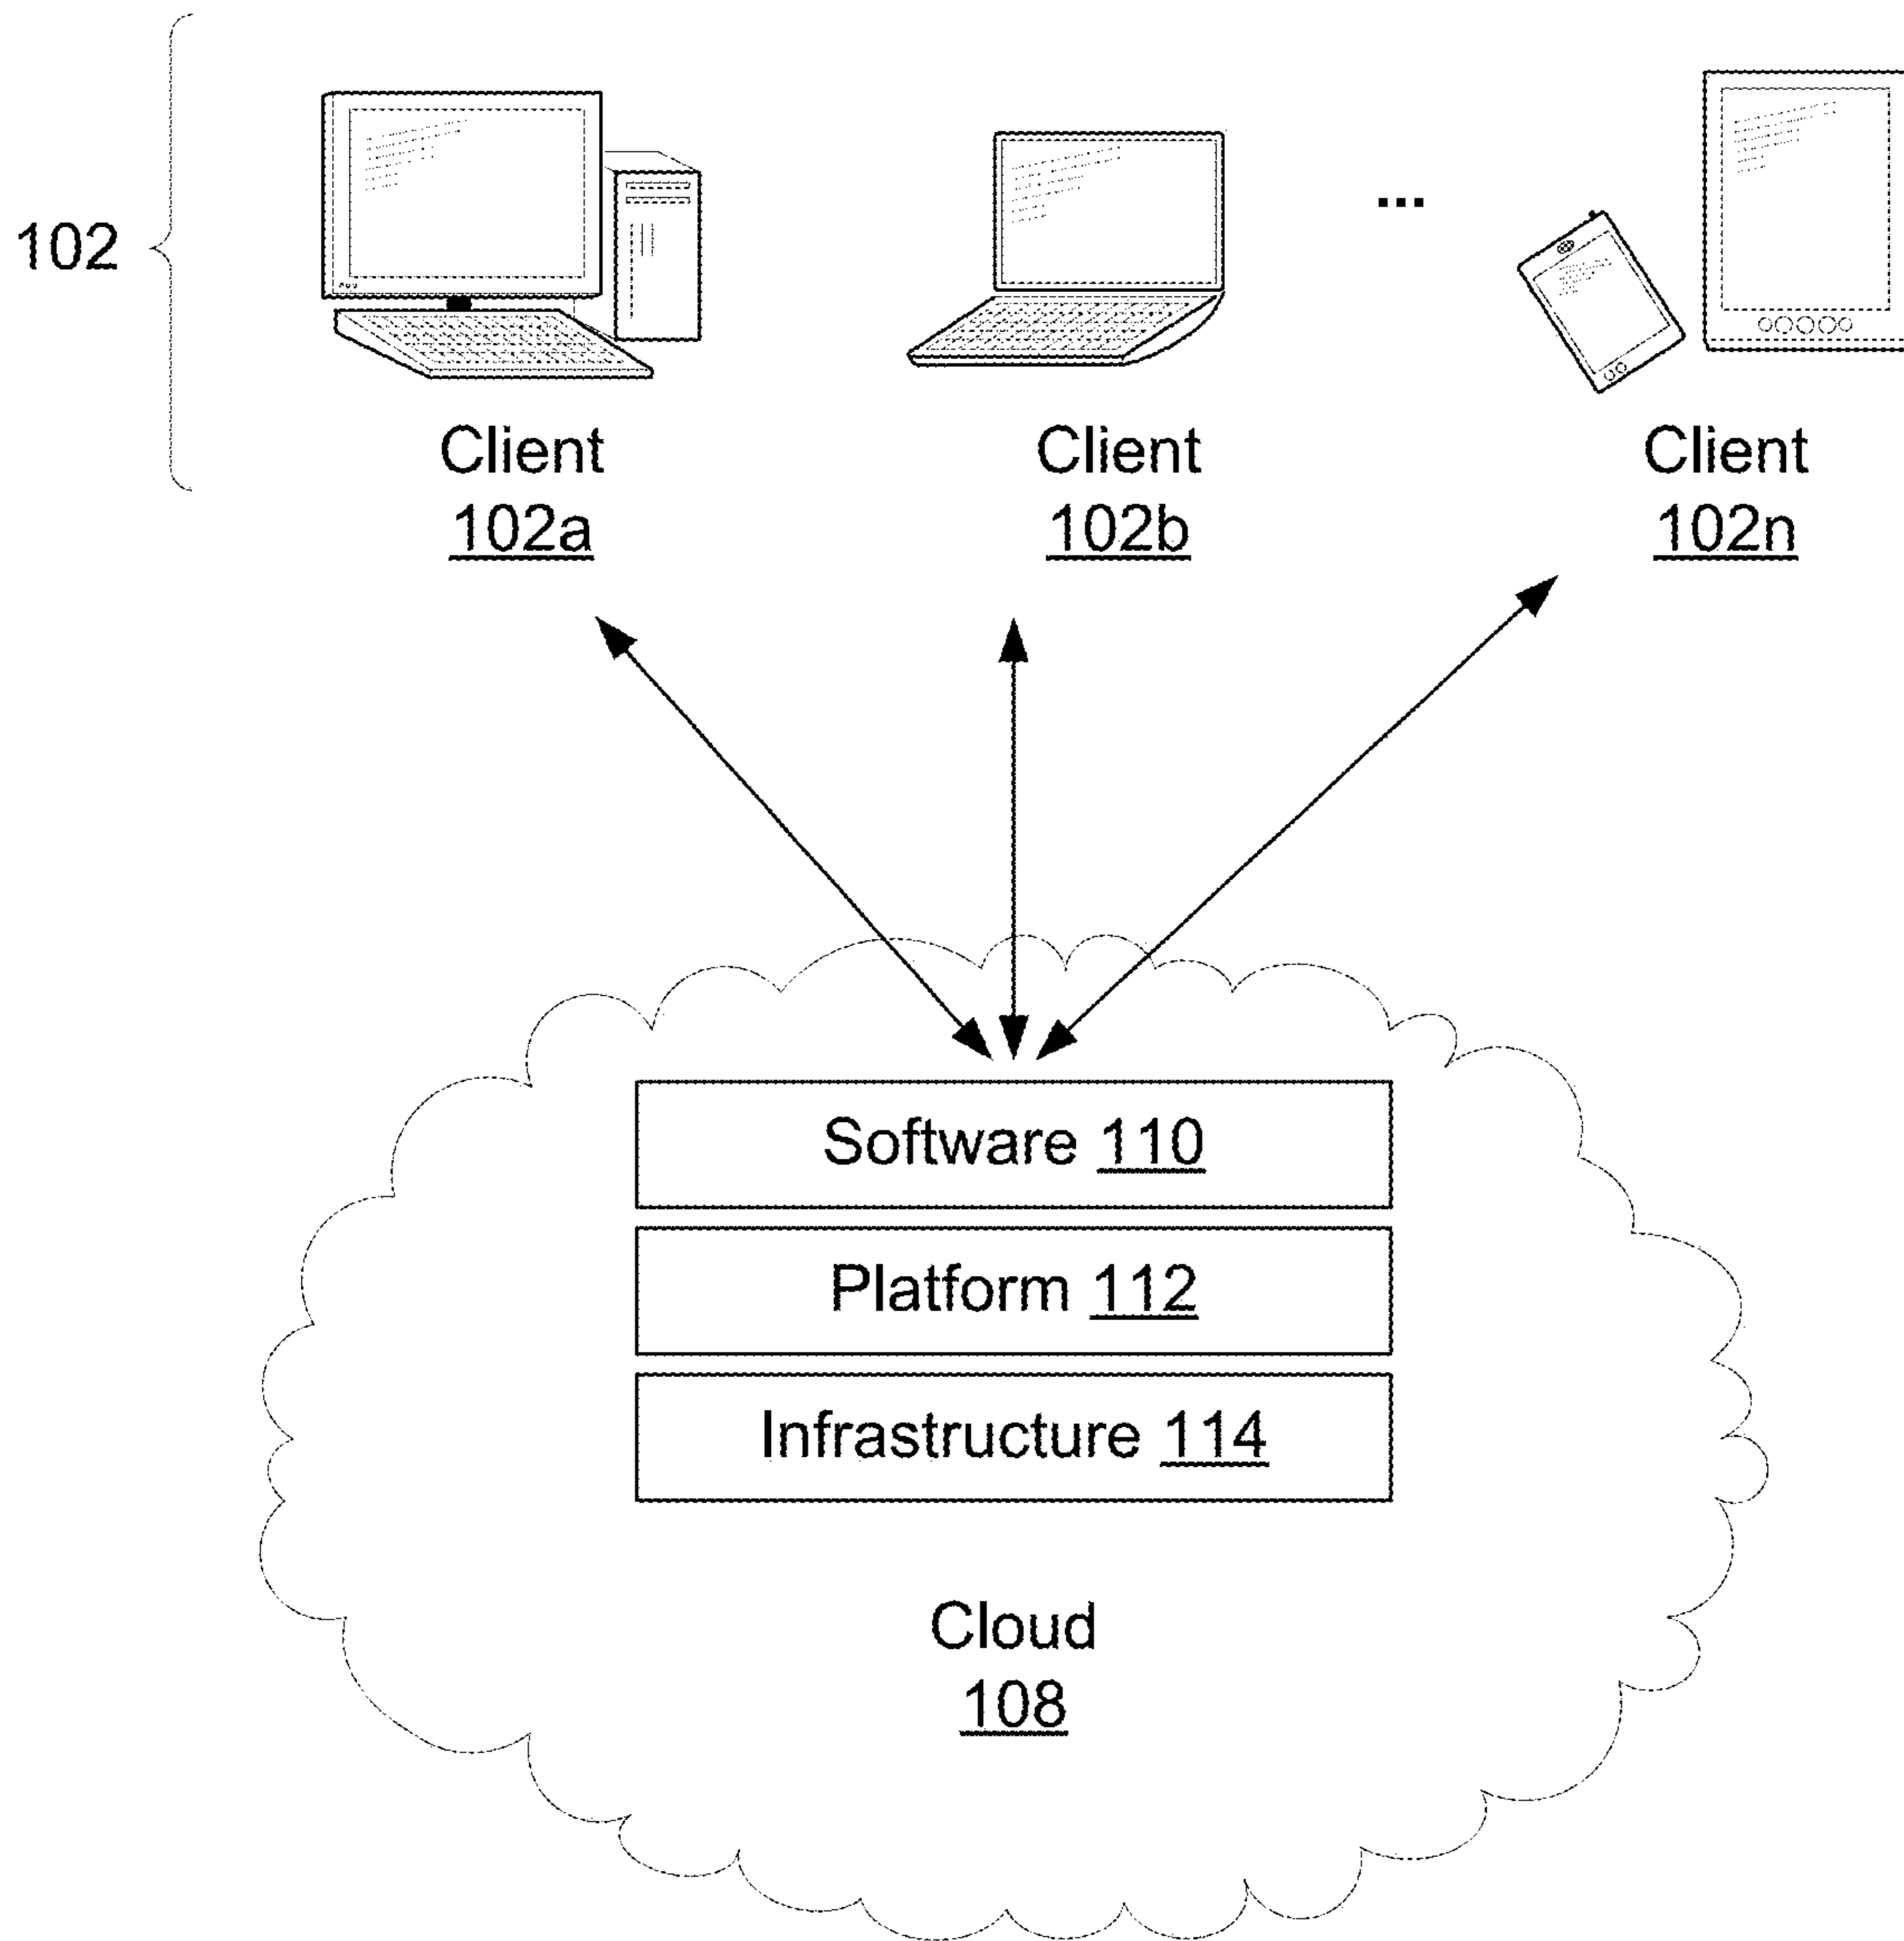 102
...
Client
102a
Client
102b
Client
102n
Software 110
Platform 112
Infrastructure 114
Cloud
108